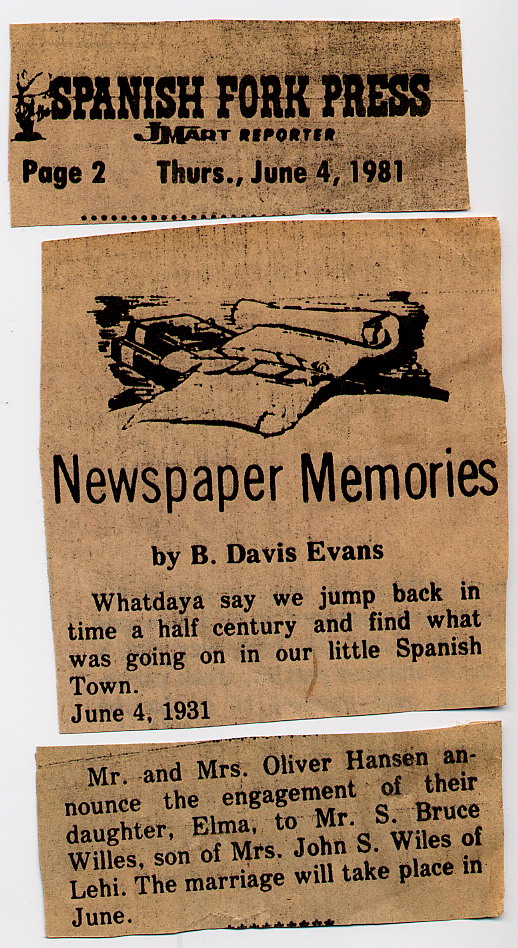 SPANISH FORK PRESS
JMART REPORTER
Page 2 Thurs., June 4, 1981
Newspaper Memories
by B. Davis Evans
Whatdaya say we jump back in
time a half century and find what
was going on in our little Spanish
Town.
June 4, 1931
Mr. and Mrs. Oliver Hansen an-
nounce the engagement of their
daughter, Elma, to Mr. S. Bruce
Willes, son of Mrs. John S. Wiles of
Lehi. The marriage will take place in
June.